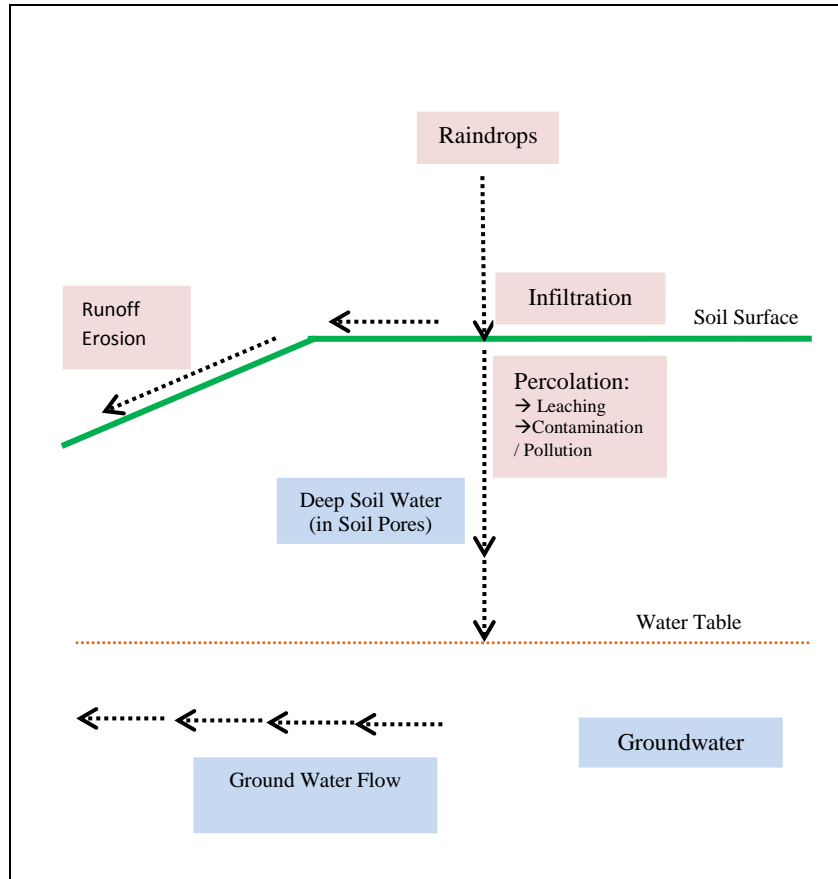 Raindrops
Infiltration
Runoff
Erosion
Soil Surface
Percolation:
→ Leaching
→Contamination
/ Pollution
Deep Soil Water
(in Soil Pores)
Water Table
Groundwater
Ground Water Flow